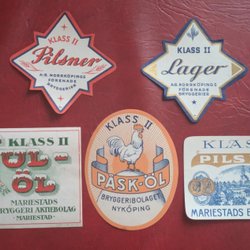 KLASS II
Pilsner
A.B. NORRKÖPINGS
FÖRENADE
BRYGGERIER
KLASS II
Lager
A.B. NORRKÖPINGS
FÖRENADE
BRYGGERIER
KLASS II
JUL-
ÖL
MARIESTADS
BRYGGERI AKTIEBOLAG
MARIESTAD
KLASS II
PÅSK-ÖL
BRYGGERIBOLAGET
NYKÖPING
KLAS
PILS
MARIESTADS B